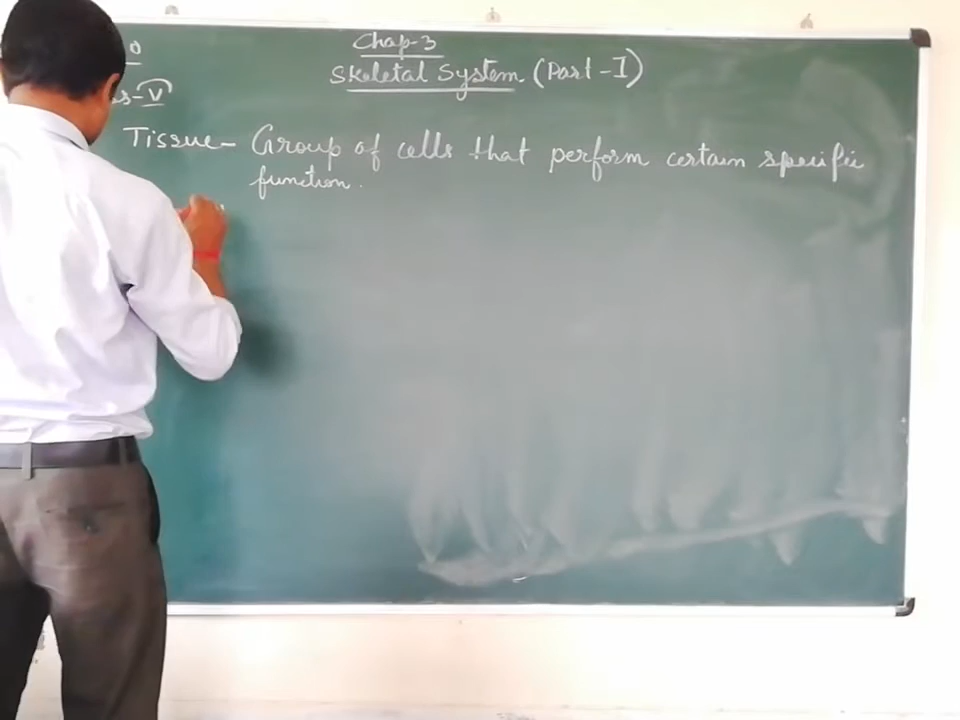 Chap-3
Skeletal System (Part-I)
Tissue- Group of cells that perform certain specific
function.